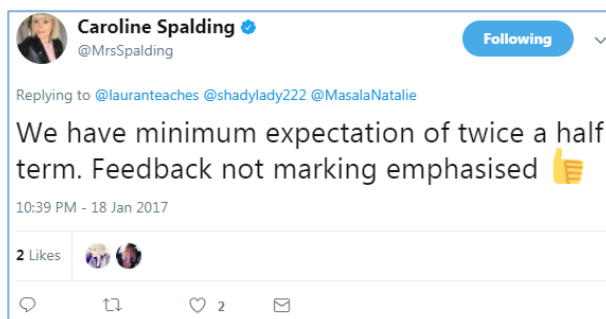 Caroline Spalding
@MrsSpalding
Following
Replying to @lauranteaches @shadylady222 @MasalaNatalie
We have minimum expectation of twice a half
term. Feedback not marking emphasised 👍
10:39 PM - 18 Jan 2017
2 Likes
2